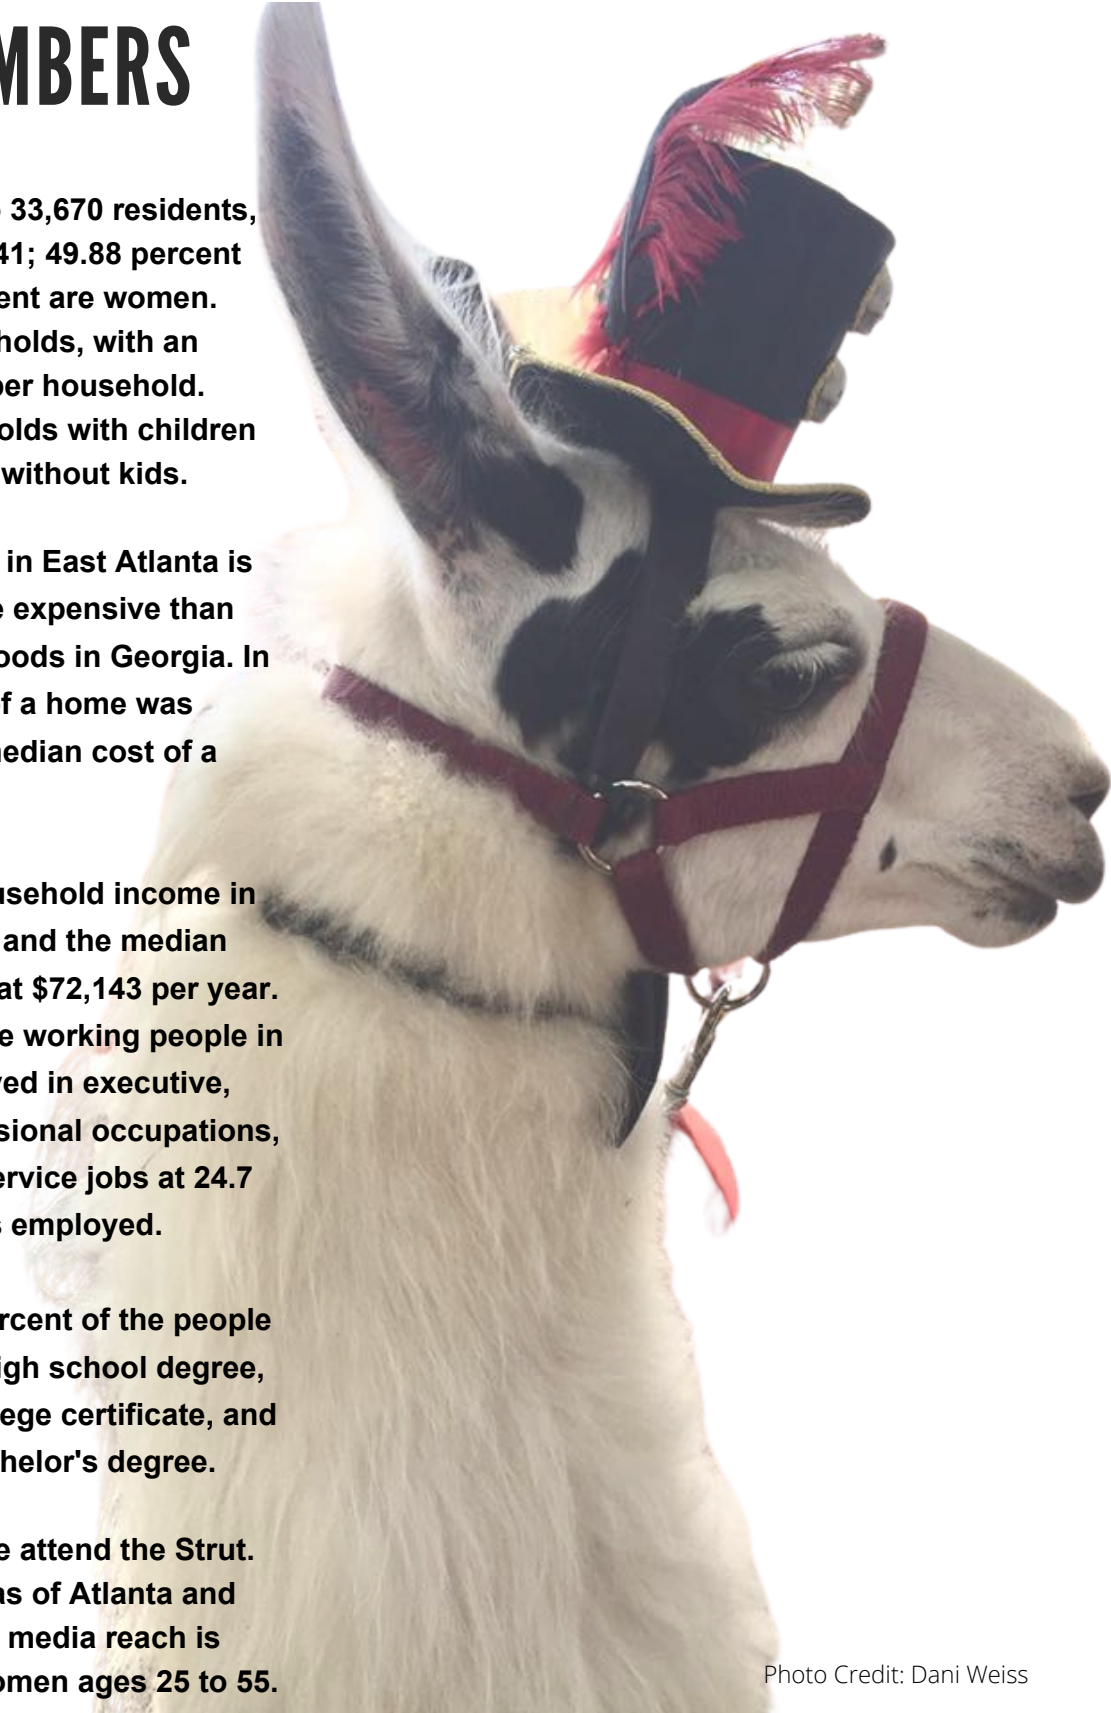 MBERS
33,670 residents,
41; 49.88 percent
ent are women.
holds, with an
per household.
olds with children
without kids.
in East Atlanta is
e expensive than
oods in Georgia. In
f a home was
edian cost of a
usehold income in
and the median
at $72,143 per year.
e working people in
ed in executive,
sional occupations,
ervice jobs at 24.7
s employed.
rcent of the people
igh school degree,
ege certificate, and
helor's degree.
e attend the Strut.
as of Atlanta and
media reach is
omen ages 25 to 55.
Photo Credit: Dani Weiss